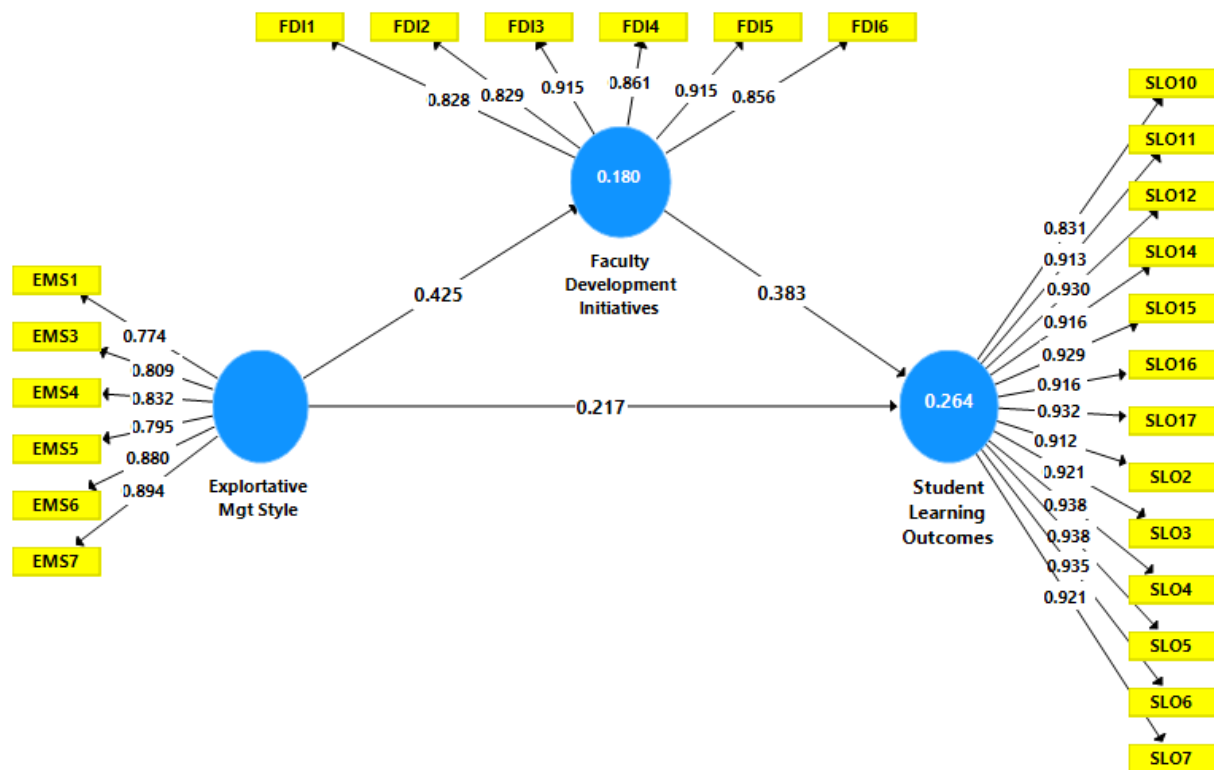 FDI1
FDI2
FDI3
FDI4
FDI5
FDI6
0.828
0.829
0.915
0.861
0.915
0.856
0.180
Faculty
Development
Initiatives
EMS1
EMS3
EMS4
EMS5
EMS6
EMS7
0.774
0.809
0.832
0.795
0.880
0.894
Explortative
Mgt Style
0.425
0.383
0.217
0.264
Student
Learning
Outcomes
0.831
0.913
0.930
0.916
0.929
0.916
0.932
0.912
0.921
0.938
0.938
0.935
0.921
SLO10
SLO11
SLO12
SLO14
SLO15
SLO16
SLO17
SLO2
SLO3
SLO4
SLO5
SLO6
SLO7